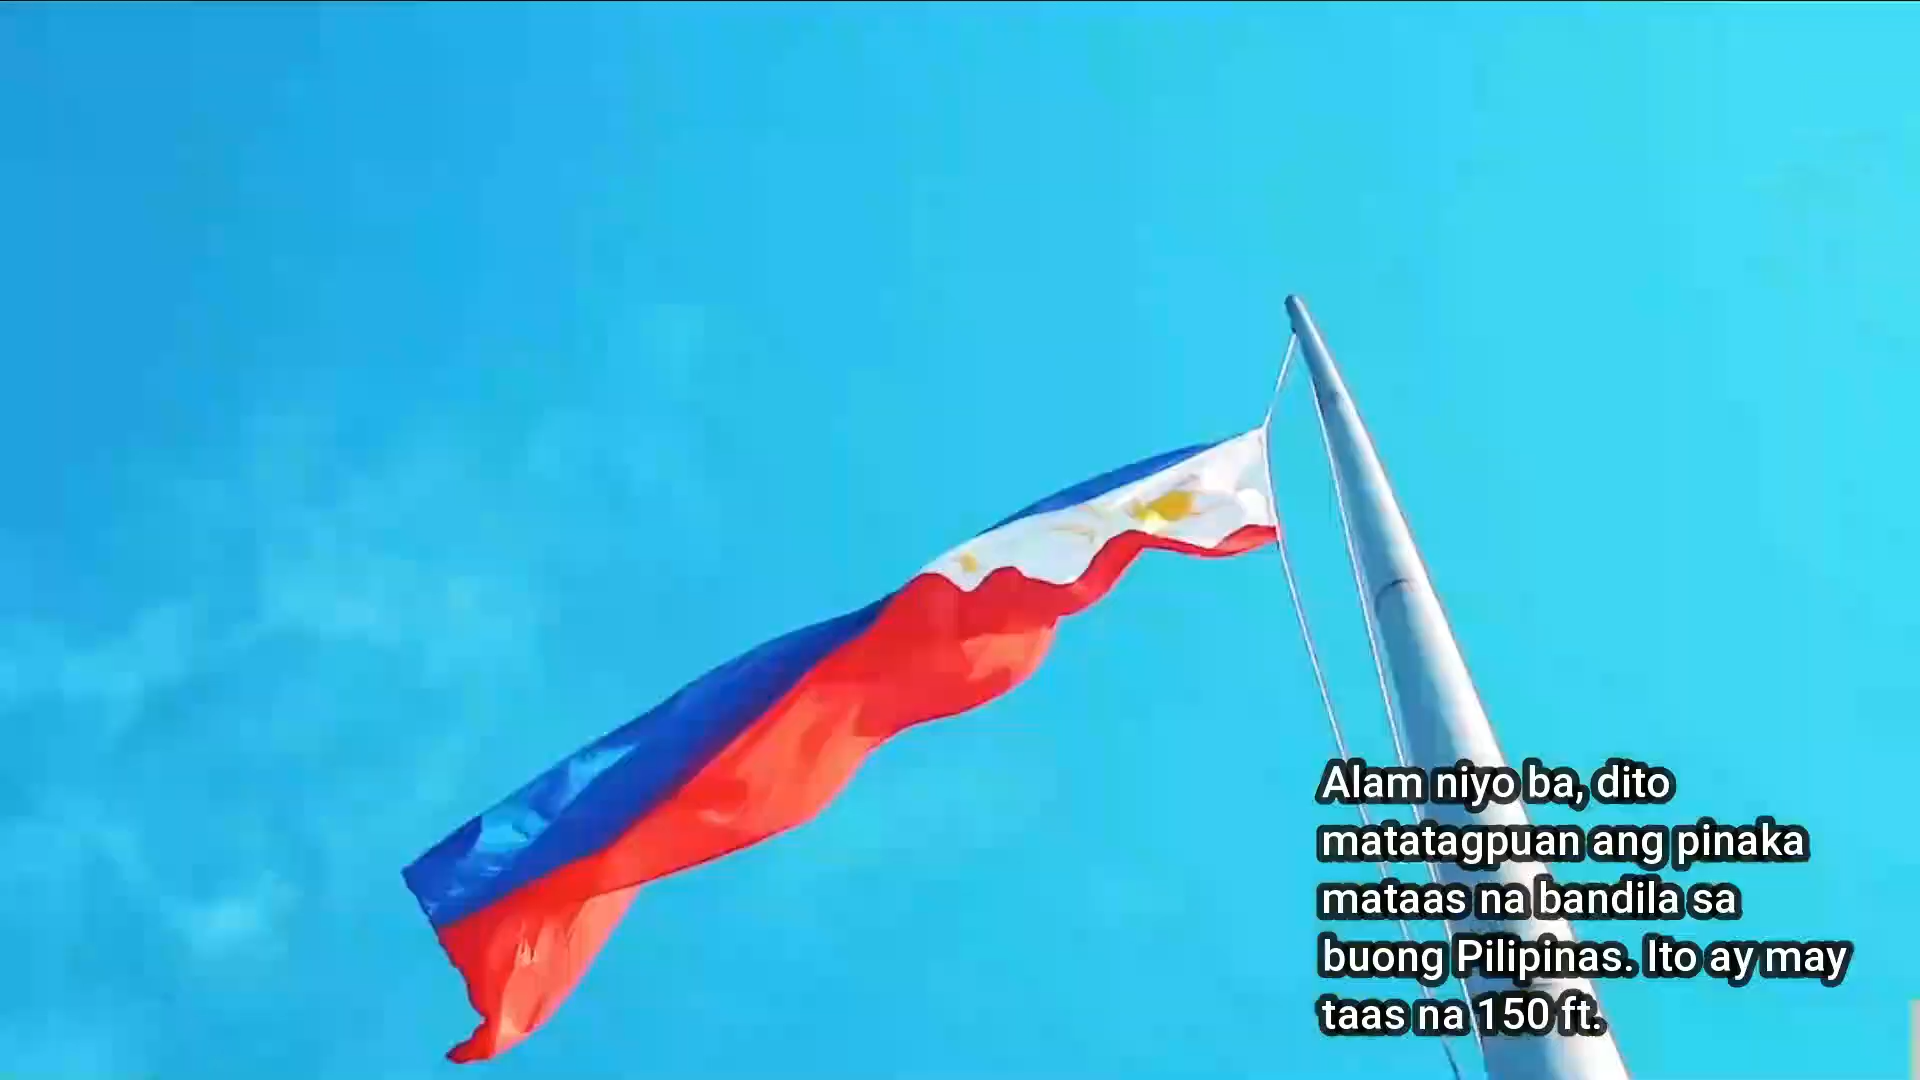 Alam niyo ba, dito
matatagpuan ang pinaka
mataas na bandila sa
buong Pilipinas. Ito ay may
taas na 150 ft.